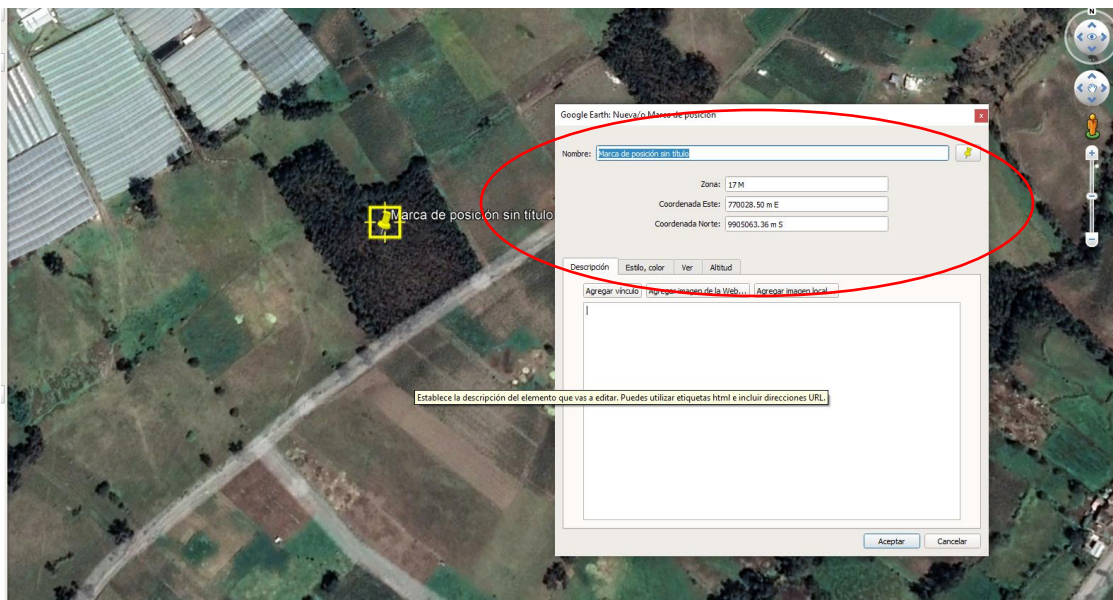 N
Google Earth: Nueva/o Marca de posición
x
Nombre: Marca de posición sin título
Zona: 17 M
Coordenada Este: 770028.50 m E
Coordenada Norte: 9905063.36 m S
Marca de posición sin título
Descripción Estilo, color Ver Altitud
Agregar vínculo Agregar imagen de la Web... Agregar imagen local...
Establece la descripción del elemento que vas a editar. Puedes utilizar etiquetas html e incluir direcciones URL.
Aceptar Cancelar